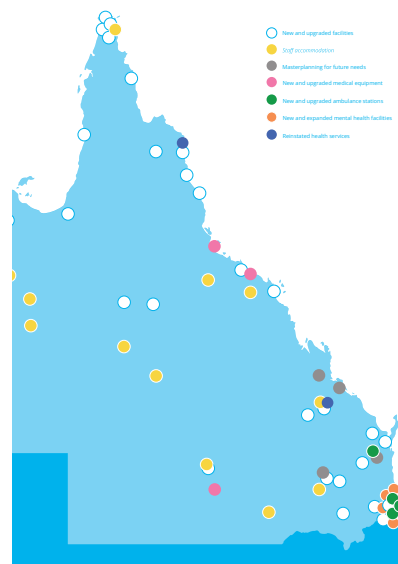 New and upgraded facilities
Staff accommodation
Masterplanning for future needs
New and upgraded medical equipment
New and upgraded ambulance stations
New and expanded mental health facilities
Reinstated health services